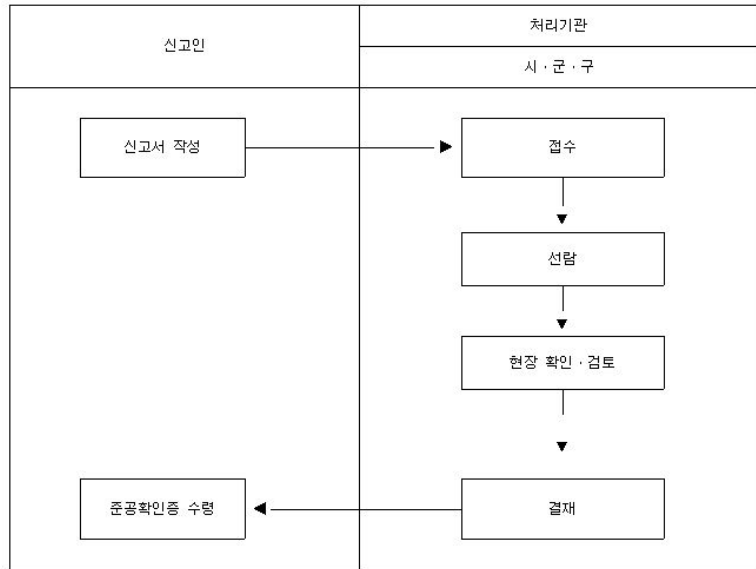 신고인
처리기관
시·군·구
신고서 작성
접수
선람
현장 확인·검토
준공확인증 수령
결재